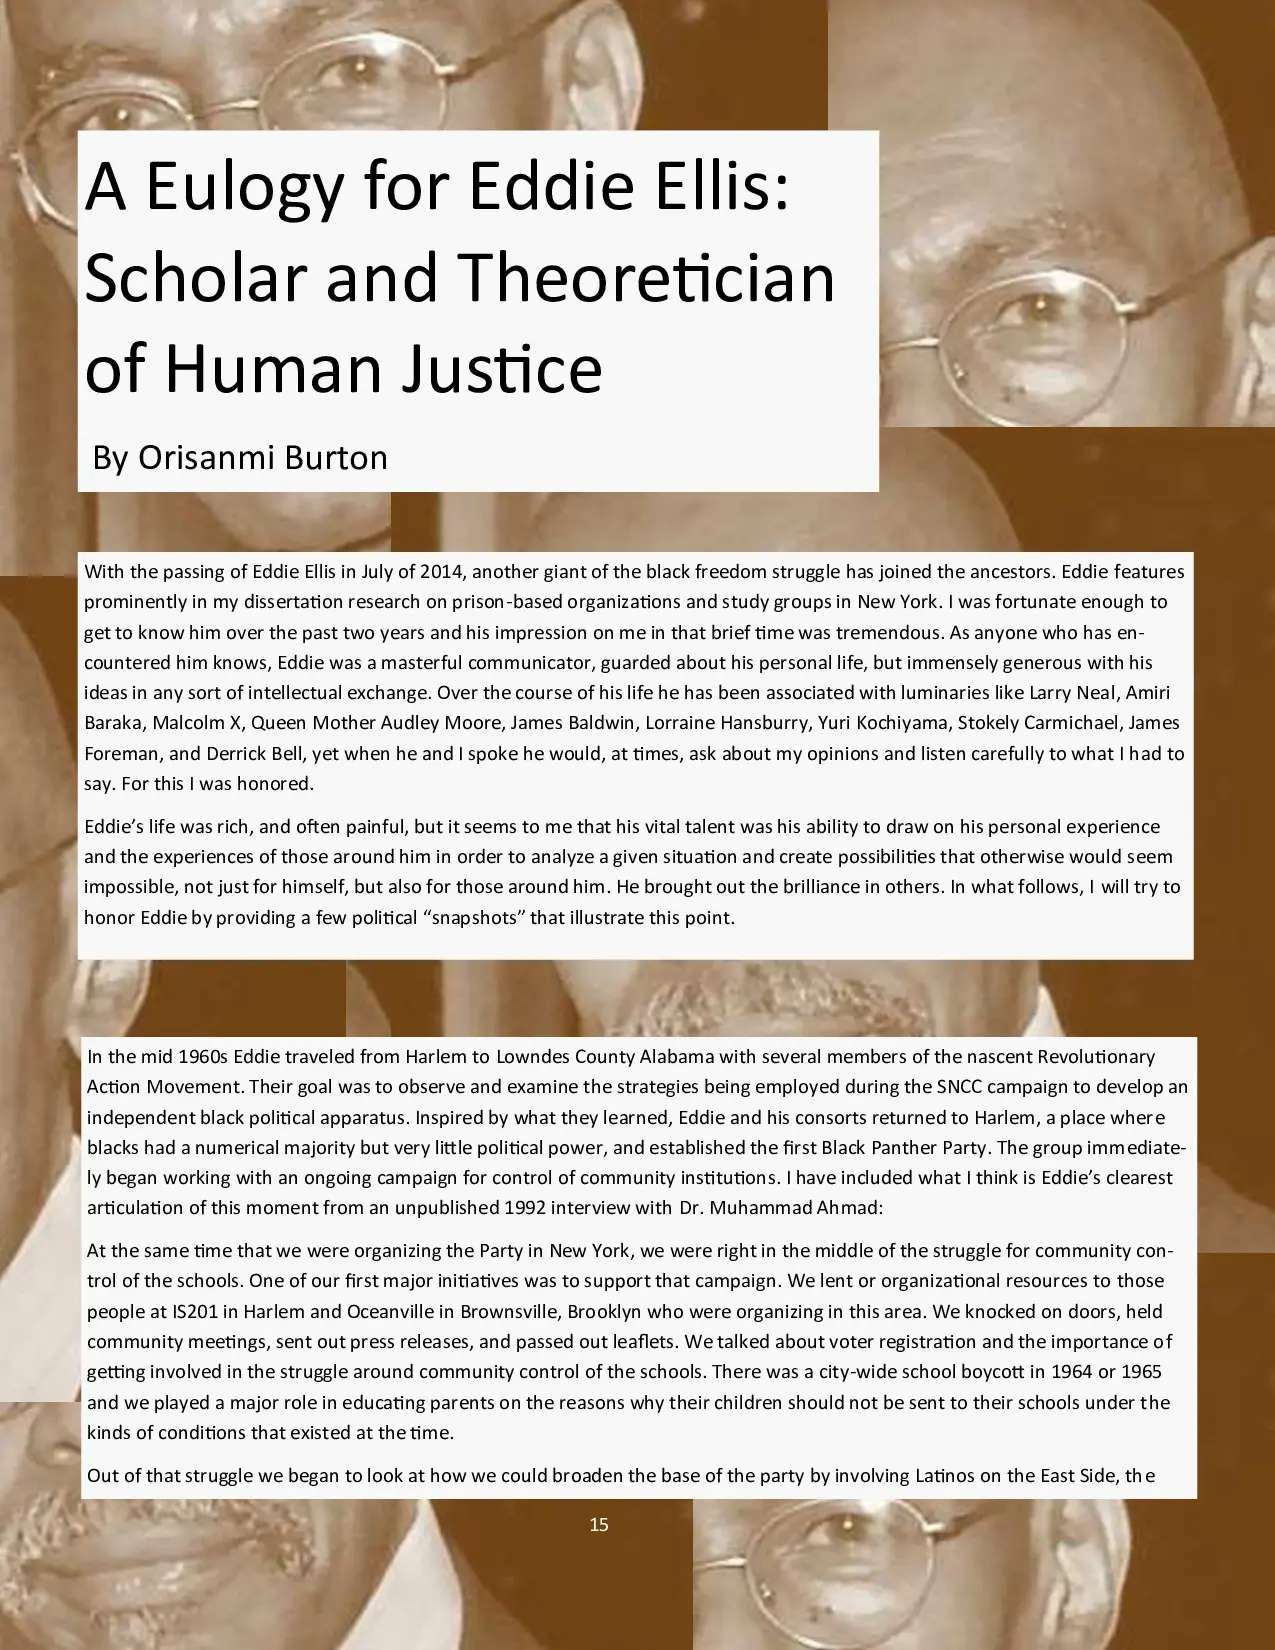 A Eulogy for Eddie Ellis:
Scholar and Theoretician
of Human Justice
By Orisanmi Burton
With the passing of Eddie Ellis in July of 2014, another giant of the black freedom struggle has joined the ancestors. Eddie features
prominently in my dissertation research on prison-based organizations and study groups in New York. I was fortunate enough to
get to know him over the past two years and his impression on me in that brief time was tremendous. As anyone who has en-
countered him knows, Eddie was a masterful communicator, guarded about his personal life, but immensely generous with his
ideas in any sort of intellectual exchange. Over the course of his life he has been associated with luminaries like Larry Neal, Amiri
Baraka, Malcolm X, Queen Mother Audley Moore, James Baldwin, Lorraine Hansburry, Yuri Kochiyama, Stokely Carmichael, James
Foreman, and Derrick Bell, yet when he and I spoke he would, at times, ask about my opinions and listen carefully to what I had to
say. For this I was honored.
Eddie’s life was rich, and often painful, but it seems to me that his vital talent was his ability to draw on his personal experience
and the experiences of those around him in order to analyze a given situation and create possibilities that otherwise would seem
impossible, not just for himself, but also for those around him. He brought out the brilliance in others. In what follows, I will try to
honor Eddie by providing a few political “snapshots” that illustrate this point.
In the mid 1960s Eddie traveled from Harlem to Lowndes County Alabama with several members of the nascent Revolutionary
Action Movement. Their goal was to observe and examine the strategies being employed during the SNCC campaign to develop an
independent black political apparatus. Inspired by what they learned, Eddie and his consorts returned to Harlem, a place where
blacks had a numerical majority but very little political power, and established the first Black Panther Party. The group immediate-
ly began working with an ongoing campaign for control of community institutions. I have included what I think is Eddie’s clearest
articulation of this moment from an unpublished 1992 interview with Dr. Muhammad Ahmad:
At the same time that we were organizing the Party in New York, we were right in the middle of the struggle for community con-
trol of the schools. One of our first major initiatives was to support that campaign. We lent or organizational resources to those
people at IS201 in Harlem and Oceanville in Brownsville, Brooklyn who were organizing in this area. We knocked on doors, held
community meetings, sent out press releases, and passed out leaflets. We talked about voter registration and the importance of
getting involved in the struggle around community control of the schools. There was a city-wide school boycott in 1964 or 1965
and we played a major role in educating parents on the reasons why their children should not be sent to their schools under the
kinds of conditions that existed at the time.
Out of that struggle we began to look at how we could broaden the base of the party by involving Latinos on the East Side, the
15